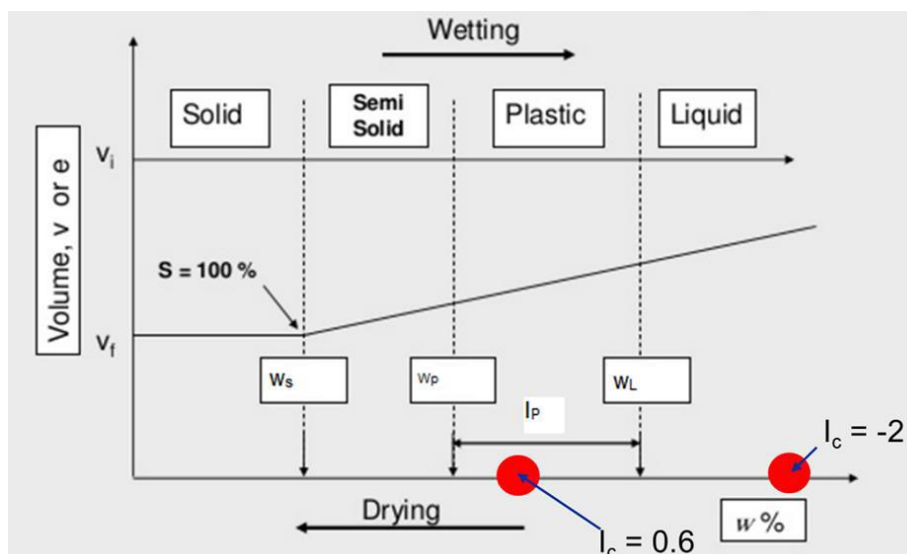 Wetting
Solid
Semi
Solid
Plastic
Liquid
Volume, v or e
Vi
S = 100 %
Vf
Ws
Wp
WL
IP
Ic = -2
Drying
w %
Ic = 0.6